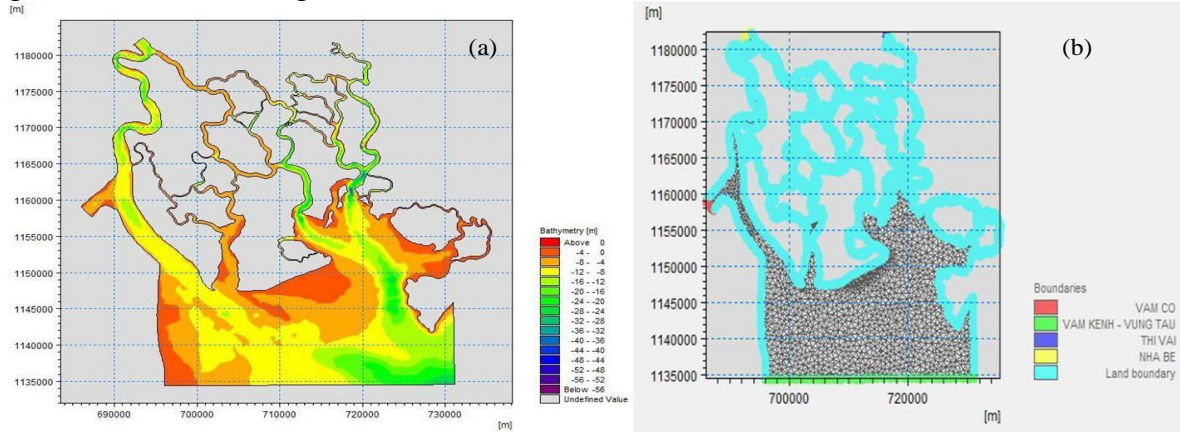 [m]
(a)
1180000
1175000
1170000
1165000
1160000
1155000
1150000
1145000
1140000
1135000
690000
700000
710000
720000
730000
[m]
Bathymetry [m]
Above 0
-4 - 0
-8 - -4
-12 - -8
-16 - -12
-20 - -16
-24 - -20
-28 - -24
-32 - -28
-36 - -32
-40 - -36
-44 - -40
-48 - -44
-52 - -48
-56 - -52
Below -56
Undefined Value
[m]
(b)
1180000
1175000
1170000
1165000
1160000
1155000
1150000
1145000
1140000
1135000
700000
720000
[m]
Boundaries
VAM CO
VAM KENH - VUNG TAU
THI VAI
NHA BE
Land boundary